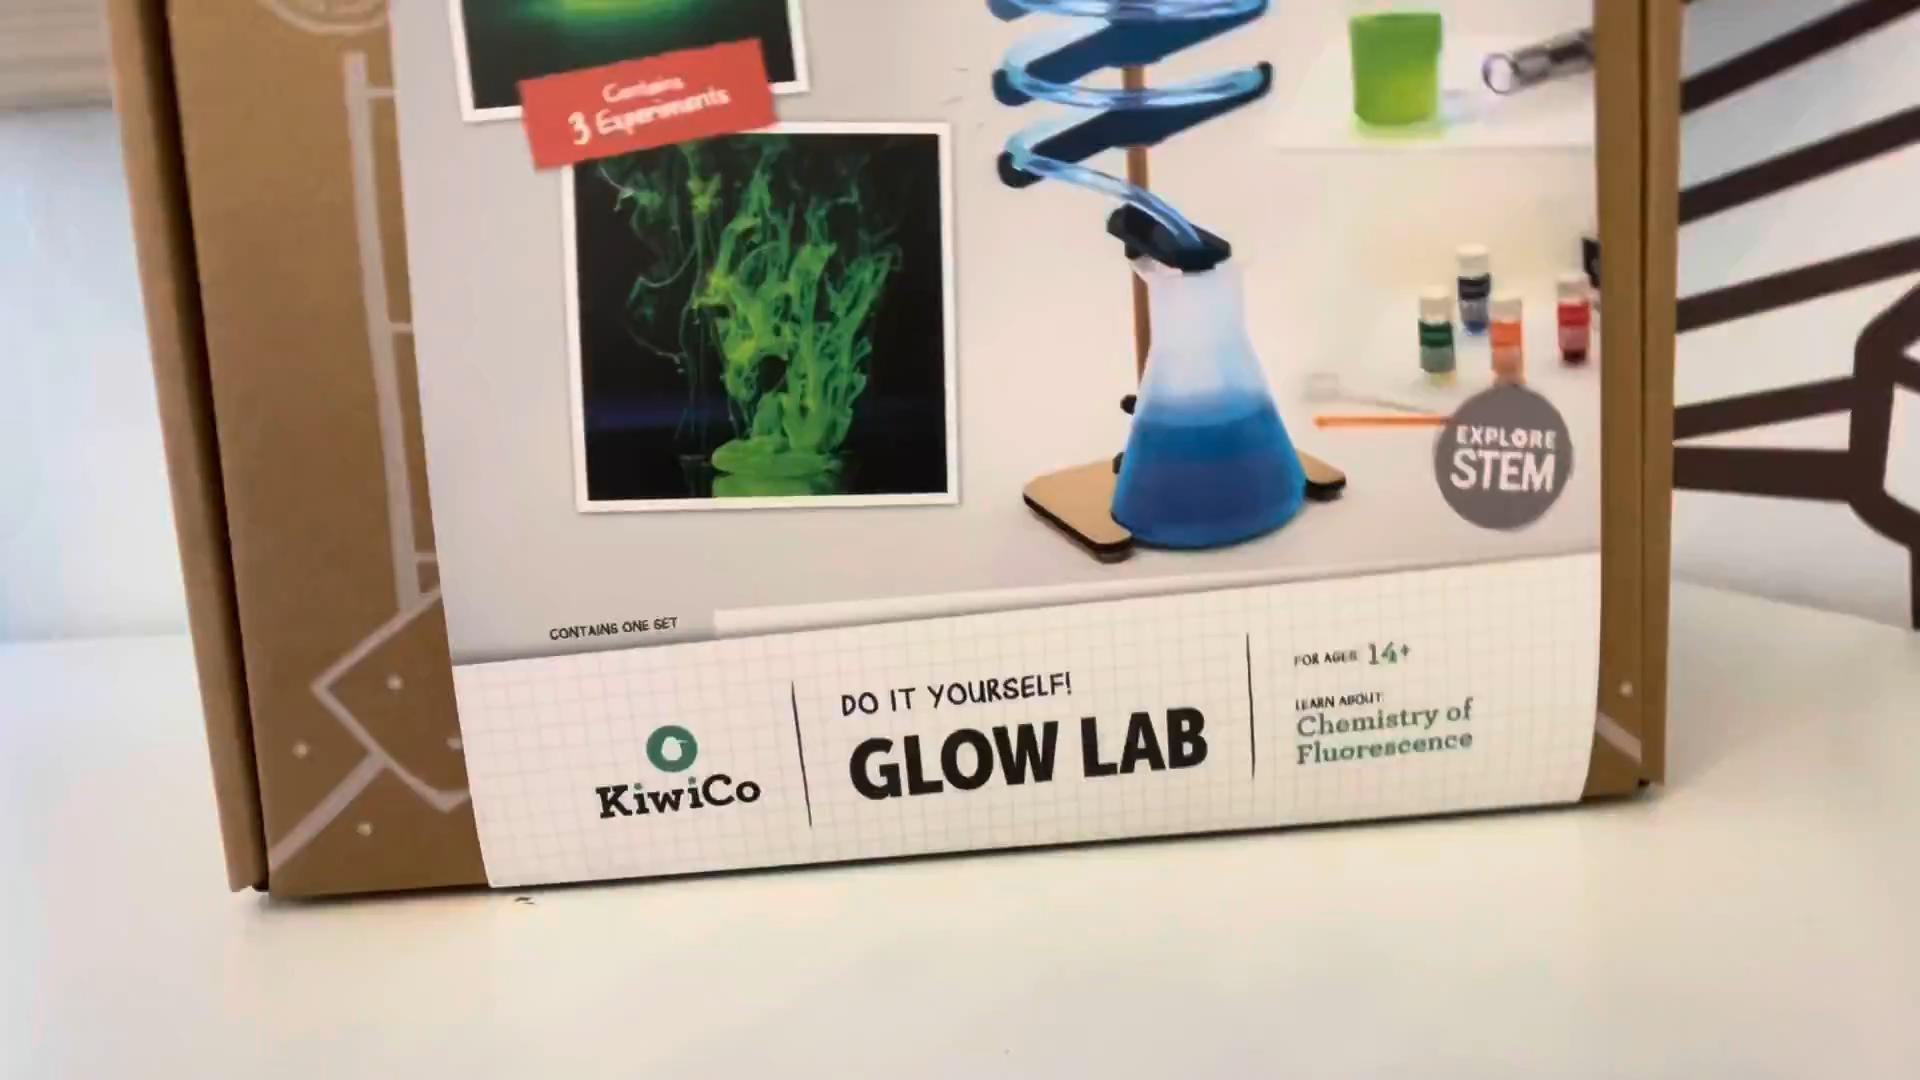 Contains
3 Experiments
EXPLORE
STEM
CONTAINS ONE SET
KiwiCo
DO IT YOURSELF!
GLOW LAB
FOR AGES 14+
LEARN ABOUT:
Chemistry of
Fluorescence